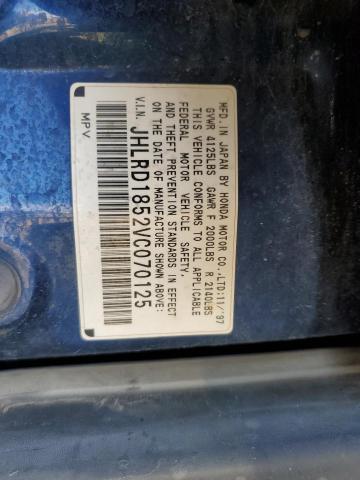 MFD. IN JAPAN BY HONDA MOTOR CO.,LTD:11/'97
GVWR 4125LBS GAWR F 2000LBS R 2140LBS
THIS VEHICLE CONFORMS TO ALL APPLICABLE
FEDERAL MOTOR VEHICLE SAFETY,
AND THEFT PREVENTION STANDARDS IN EFFECT
ON THE DATE OF MANUFACTURE SHOWN ABOVE:
V.I.N. JHLRD1852VC070125
MPV